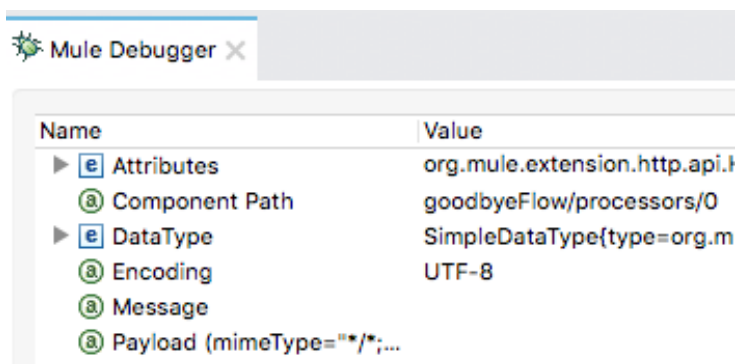 Mule Debugger
Name Value
e Attributes org.mule.extension.http.api.
a Component Path goodbyeFlow/processors/0
e DataType SimpleDataType{type=org.m
a Encoding UTF-8
a Message
a Payload (mimeType="*/*;...